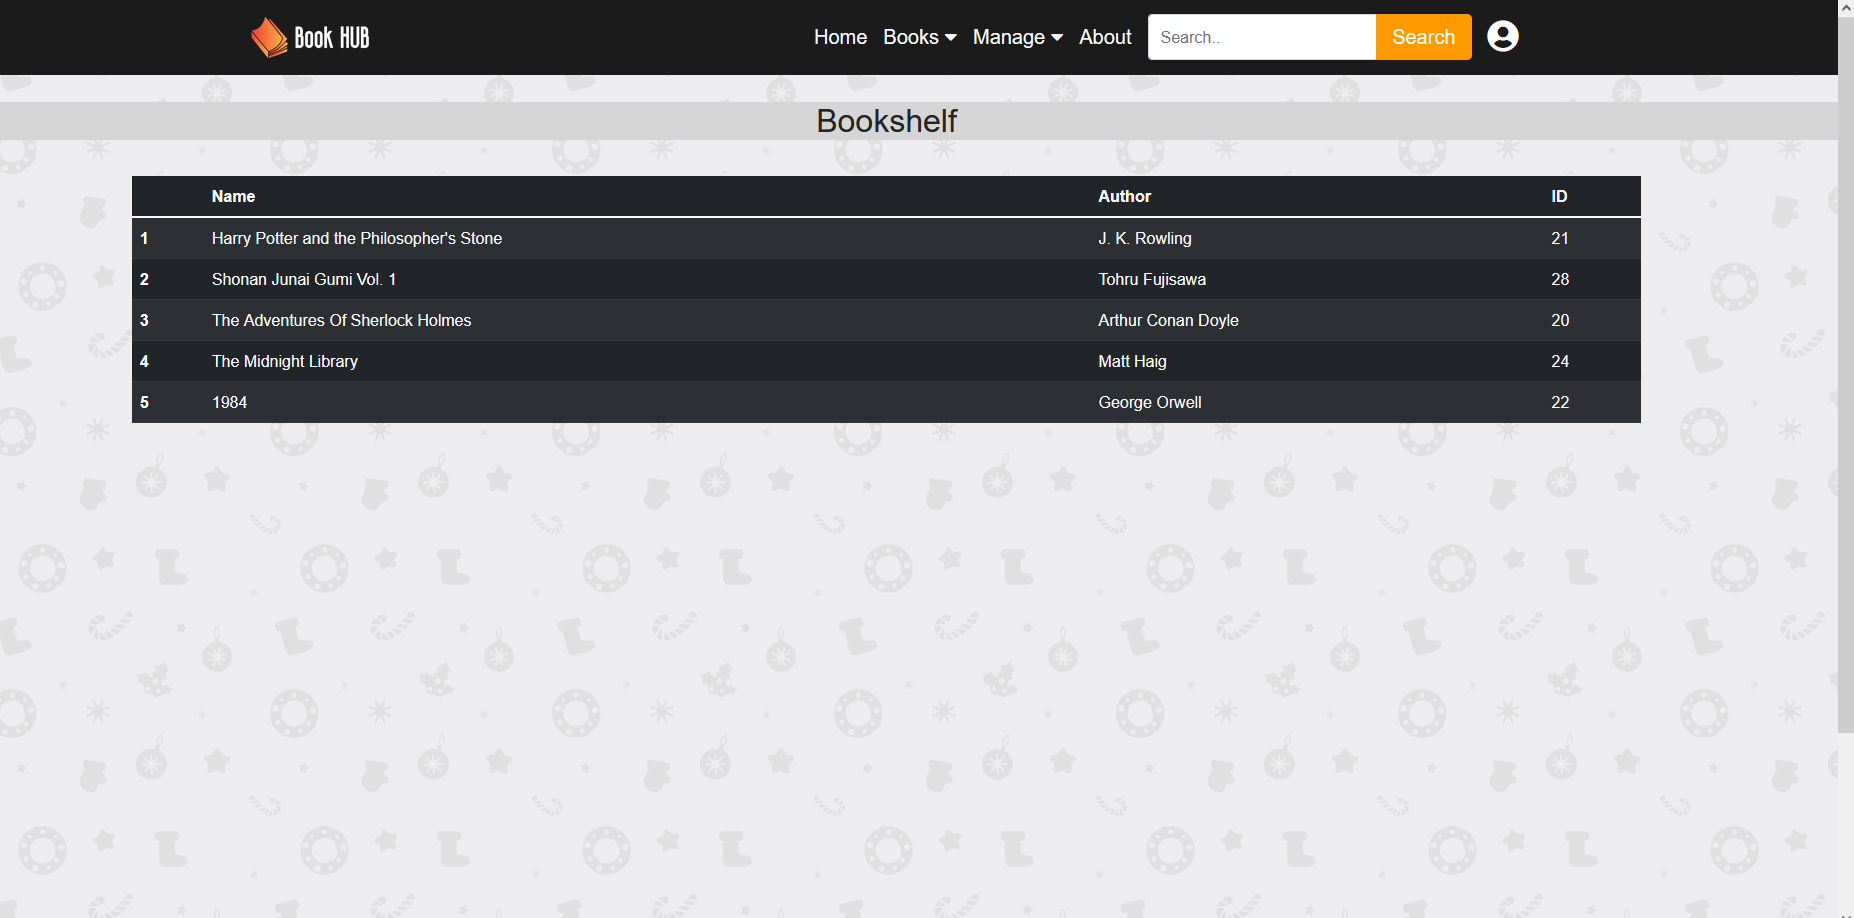 Book HUB Home Books Manage About Search.. Search
Bookshelf
Name Author ID
1 Harry Potter and the Philosopher's Stone J. K. Rowling 21
2 Shonan Junai Gumi Vol. 1 Tohru Fujisawa 28
3 The Adventures Of Sherlock Holmes Arthur Conan Doyle 20
4 The Midnight Library Matt Haig 24
5 1984 George Orwell 22